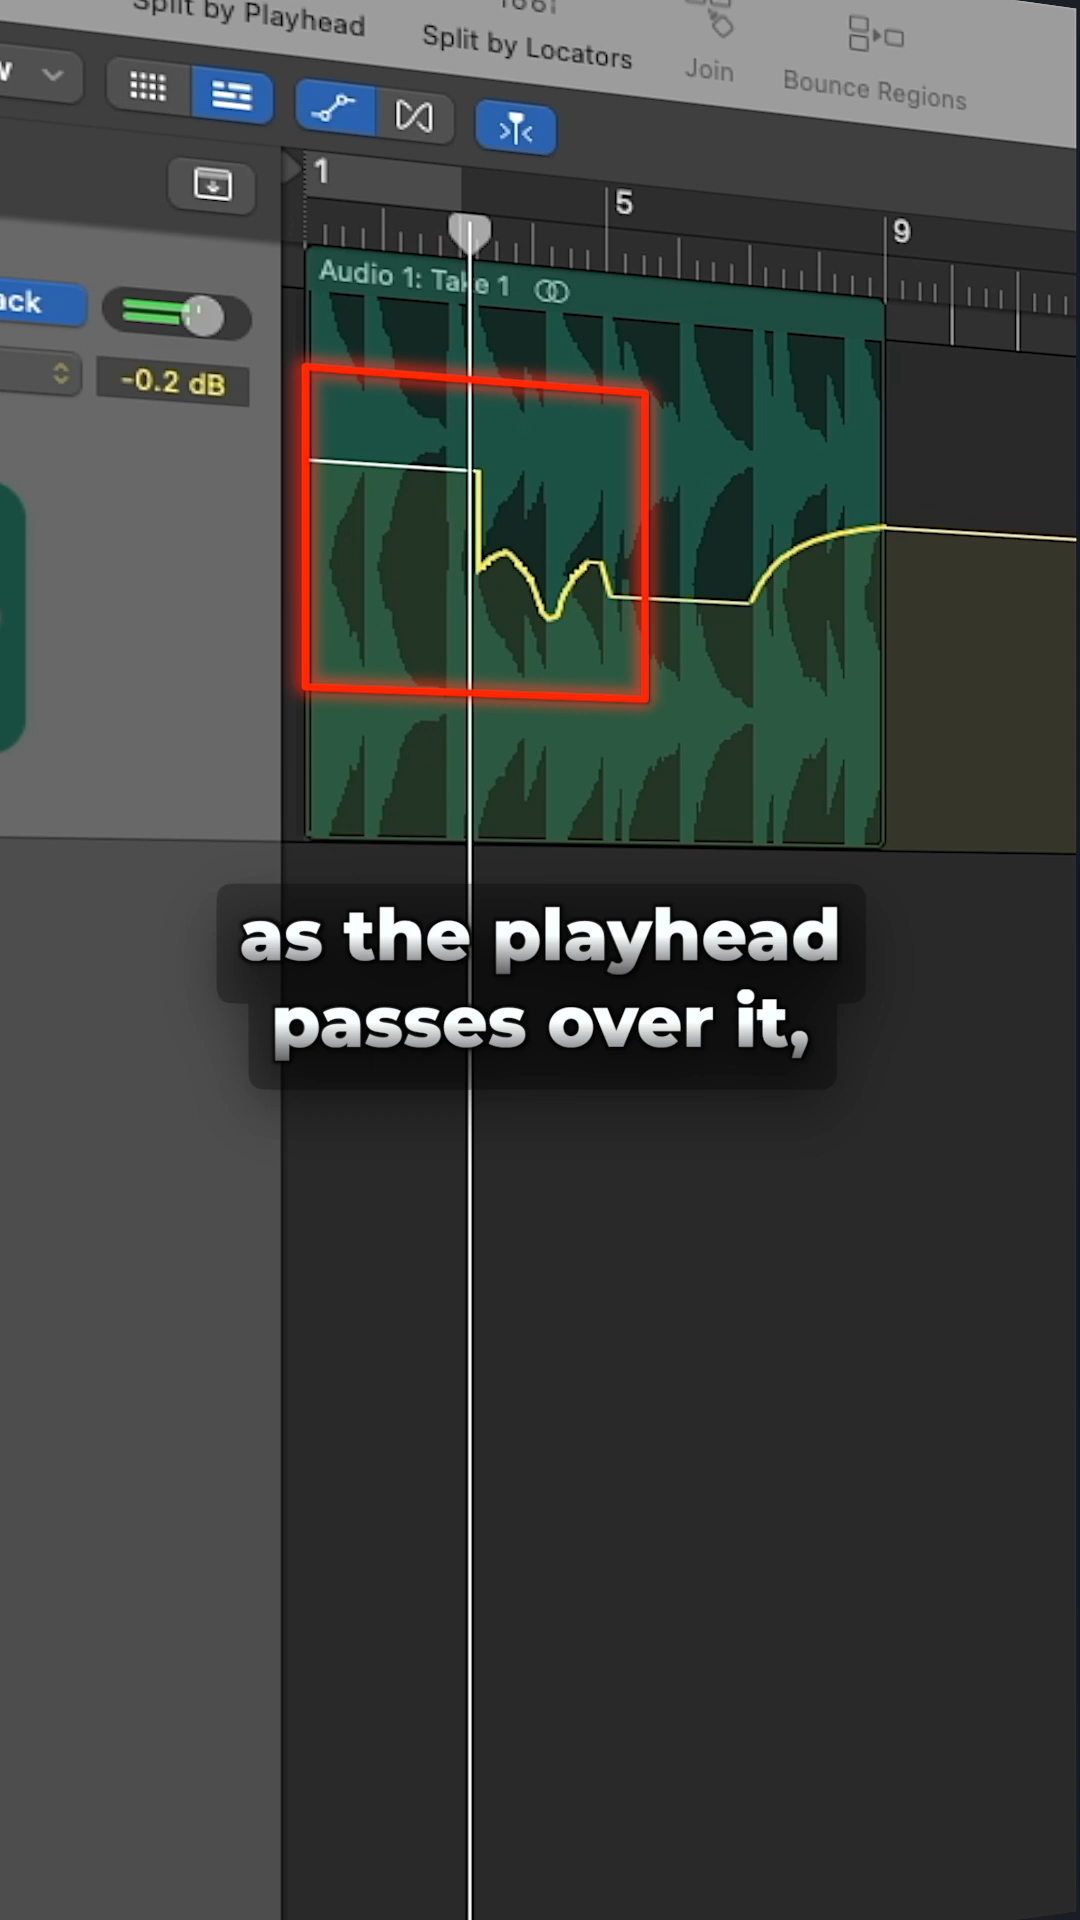 Split by Playhead
Split by Locators
Join
Bounce Regions
1
5
9
Audio 1: Take 1
ack
-0.2 dB
as the playhead
passes over it,